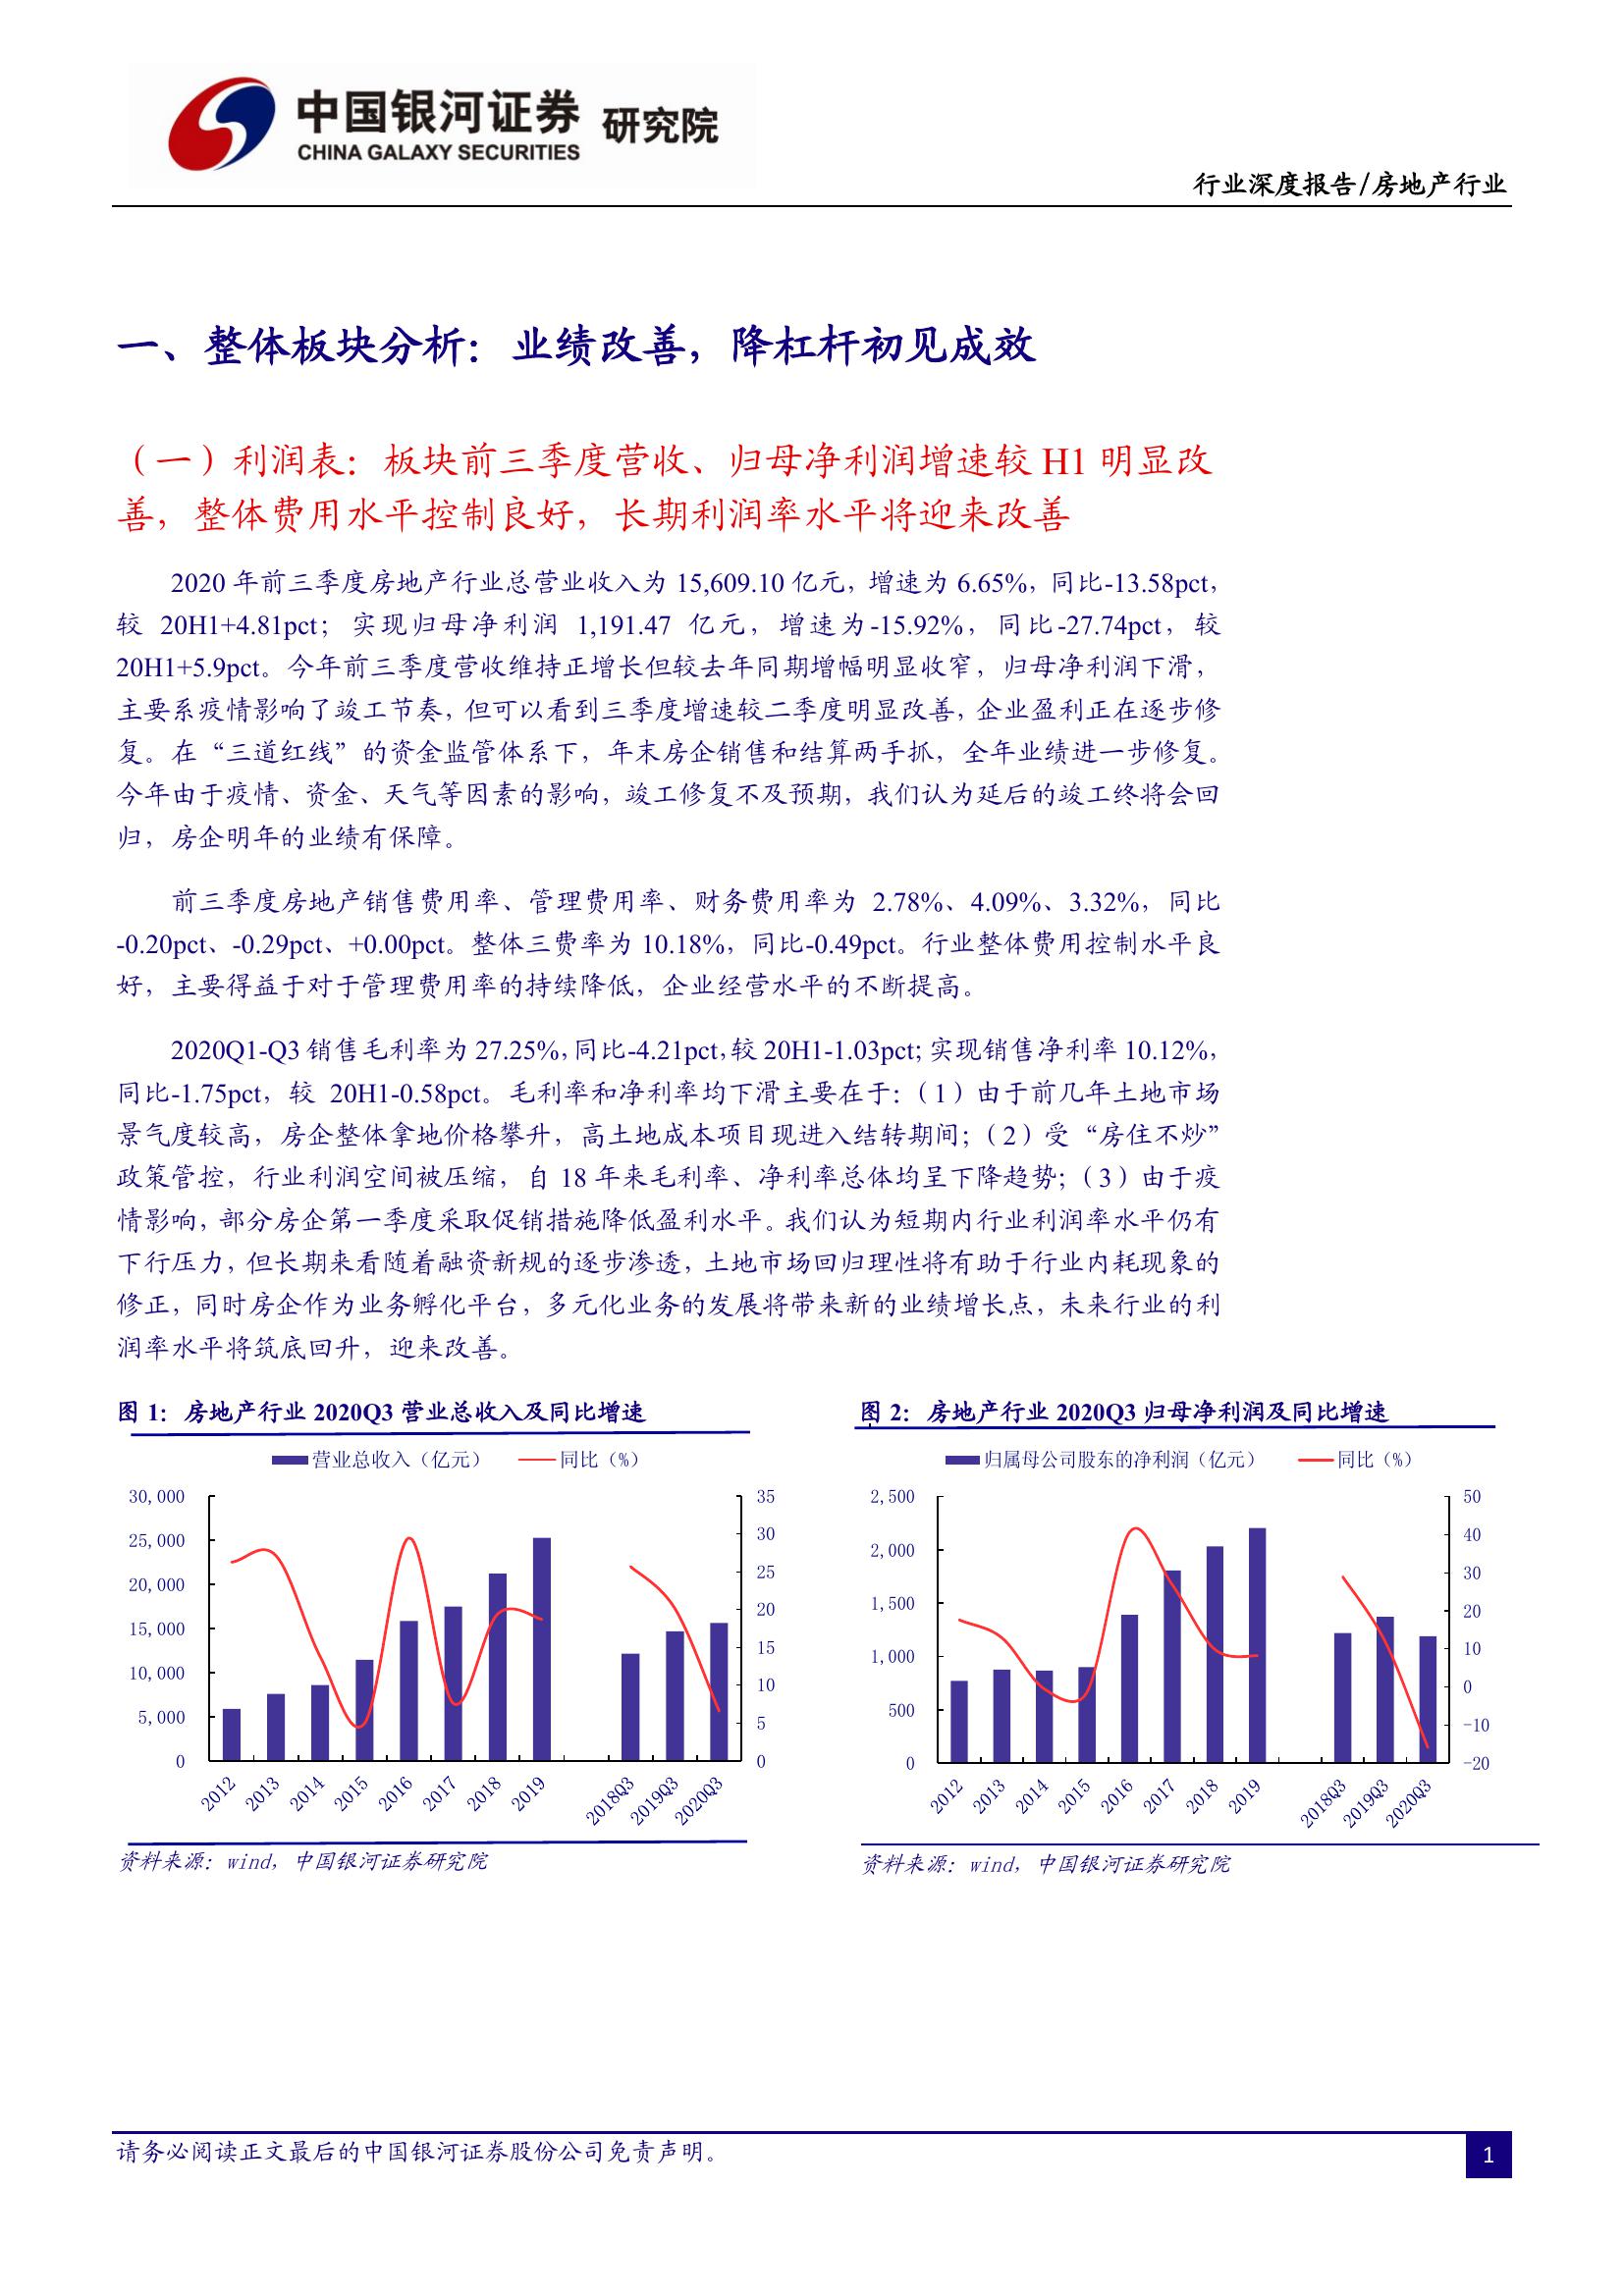 中国银河证券 研究院
CHINA GALAXY SECURITIES
行业深度报告/房地产行业
一、整体板块分析：业绩改善，降杠杆初见成效
（一）利润表：板块前三季度营收、归母净利润增速较 H1 明显改
善，整体费用水平控制良好，长期利润率水平将迎来改善
2020 年前三季度房地产行业总营业收入为 15,609.10 亿元，增速为 6.65%，同比-13.58pct，
较 20H1+4.81pct；实现归母净利润 1,191.47 亿元，增速为-15.92%，同比-27.74pct，较
20H1+5.9pct。今年前三季度营收维持正增长但较去年同期增幅明显收窄，归母净利润下滑，
主要系疫情影响了竣工节奏，但可以看到三季度增速较二季度明显改善，企业盈利正在逐步修
复。在“三道红线”的资金监管体系下，年末房企销售和结算两手抓，全年业绩进一步修复。
今年由于疫情、资金、天气等因素的影响，竣工修复不及预期，我们认为延后的竣工终将会回
归，房企明年的业绩有保障。
前三季度房地产销售费用率、管理费用率、财务费用率为 2.78%、4.09%、3.32%，同比
-0.20pct、-0.29pct、+0.00pct。整体三费率为 10.18%，同比-0.49pct。行业整体费用控制水平良
好，主要得益于对于管理费用率的持续降低，企业经营水平的不断提高。
2020Q1-Q3 销售毛利率为 27.25%，同比-4.21pct，较 20H1-1.03pct；实现销售净利率 10.12%，
同比-1.75pct，较 20H1-0.58pct。毛利率和净利率均下滑主要在于：（1）由于前几年土地市场
景气度较高，房企整体拿地价格攀升，高土地成本项目现进入结转期间；（2）受“房住不炒”
政策管控，行业利润空间被压缩，自 18 年来毛利率、净利率总体均呈下降趋势；（3）由于疫
情影响，部分房企第一季度采取促销措施降低盈利水平。我们认为短期内行业利润率水平仍有
下行压力，但长期来看随着融资新规的逐步渗透，土地市场回归理性将有助于行业内耗现象的
修正，同时房企作为业务孵化平台，多元化业务的发展将带来新的业绩增长点，未来行业的利
润率水平将筑底回升，迎来改善。
图 1：房地产行业 2020Q3 营业总收入及同比增速
营业总收入（亿元） 同比（%）
30,000
25,000
20,000
15,000
10,000
5,000
0
35
30
25
20
15
10
5
0
2012 2013 2014 2015 2016 2017 2018 2019 2018Q3 2019Q3 2020Q3
资料来源：wind，中国银河证券研究院
图 2：房地产行业 2020Q3 归母净利润及同比增速
归属母公司股东的净利润（亿元） 同比（%）
2,500
2,000
1,500
1,000
500
0
50
40
30
20
10
0
-10
-20
2012 2013 2014 2015 2016 2017 2018 2019 2018Q3 2019Q3 2020Q3
资料来源：wind，中国银河证券研究院
请务必阅读正文最后的中国银河证券股份公司免责声明。
1